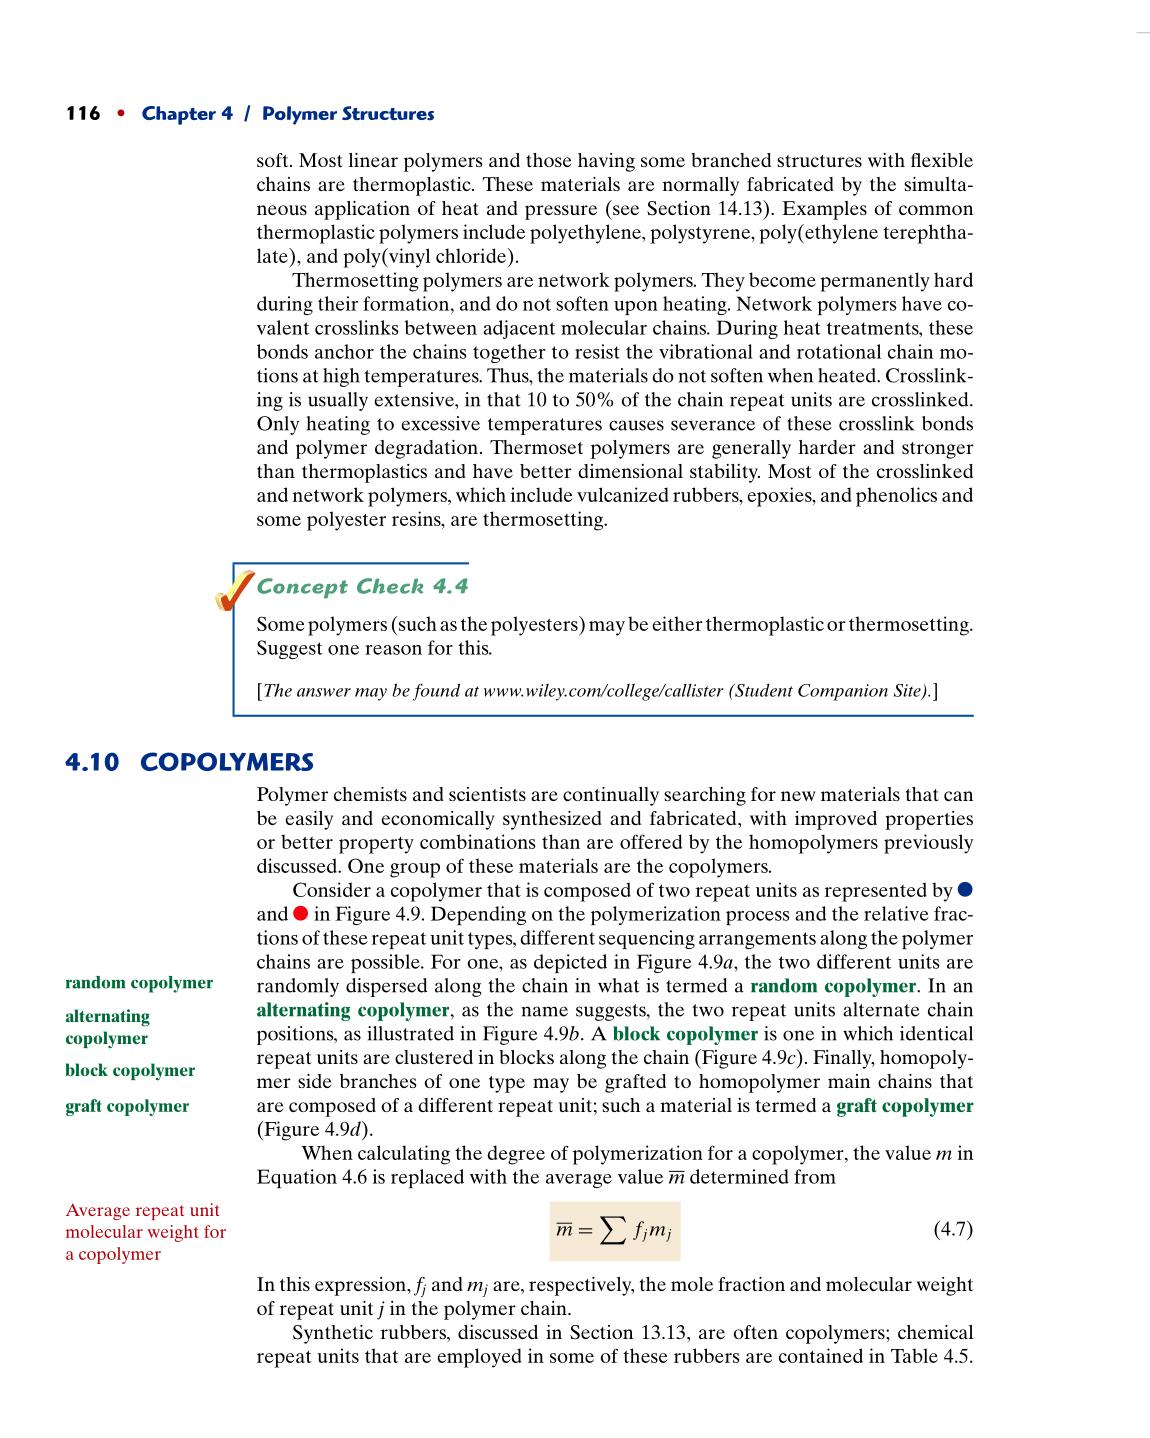 116 • Chapter 4 / Polymer Structures
soft. Most linear polymers and those having some branched structures with flexible
chains are thermoplastic. These materials are normally fabricated by the simulta-
neous application of heat and pressure (see Section 14.13). Examples of common
thermoplastic polymers include polyethylene, polystyrene, poly(ethylene terephtha-
late), and poly(vinyl chloride).
Thermosetting polymers are network polymers. They become permanently hard
during their formation, and do not soften upon heating. Network polymers have co-
valent crosslinks between adjacent molecular chains. During heat treatments, these
bonds anchor the chains together to resist the vibrational and rotational chain mo-
tions at high temperatures. Thus, the materials do not soften when heated. Crosslink-
ing is usually extensive, in that 10 to 50% of the chain repeat units are crosslinked.
Only heating to excessive temperatures causes severance of these crosslink bonds
and polymer degradation. Thermoset polymers are generally harder and stronger
than thermoplastics and have better dimensional stability. Most of the crosslinked
and network polymers, which include vulcanized rubbers, epoxies, and phenolics and
some polyester resins, are thermosetting.
Concept Check 4.4
Some polymers (such as the polyesters) may be either thermoplastic or thermosetting.
Suggest one reason for this.
[The answer may be found at www.wiley.com/college/callister (Student Companion Site).]
4.10 COPOLYMERS
Polymer chemists and scientists are continually searching for new materials that can
be easily and economically synthesized and fabricated, with improved properties
or better property combinations than are offered by the homopolymers previously
discussed. One group of these materials are the copolymers.
Consider a copolymer that is composed of two repeat units as represented by ●
and ● in Figure 4.9. Depending on the polymerization process and the relative frac-
tions of these repeat unit types, different sequencing arrangements along the polymer
chains are possible. For one, as depicted in Figure 4.9a, the two different units are
randomly dispersed along the chain in what is termed a random copolymer. In an
alternating copolymer, as the name suggests, the two repeat units alternate chain
positions, as illustrated in Figure 4.9b. A block copolymer is one in which identical
repeat units are clustered in blocks along the chain (Figure 4.9c). Finally, homopoly-
mer side branches of one type may be grafted to homopolymer main chains that
are composed of a different repeat unit; such a material is termed a graft copolymer
(Figure 4.9d).
random copolymer
alternating
copolymer
block copolymer
graft copolymer
When calculating the degree of polymerization for a copolymer, the value m in
Equation 4.6 is replaced with the average value m̅ determined from
Average repeat unit
molecular weight for
a copolymer
m̅ = ∑ fⱼmⱼ (4.7)
In this expression, fⱼ and mⱼ are, respectively, the mole fraction and molecular weight
of repeat unit j in the polymer chain.
Synthetic rubbers, discussed in Section 13.13, are often copolymers; chemical
repeat units that are employed in some of these rubbers are contained in Table 4.5.